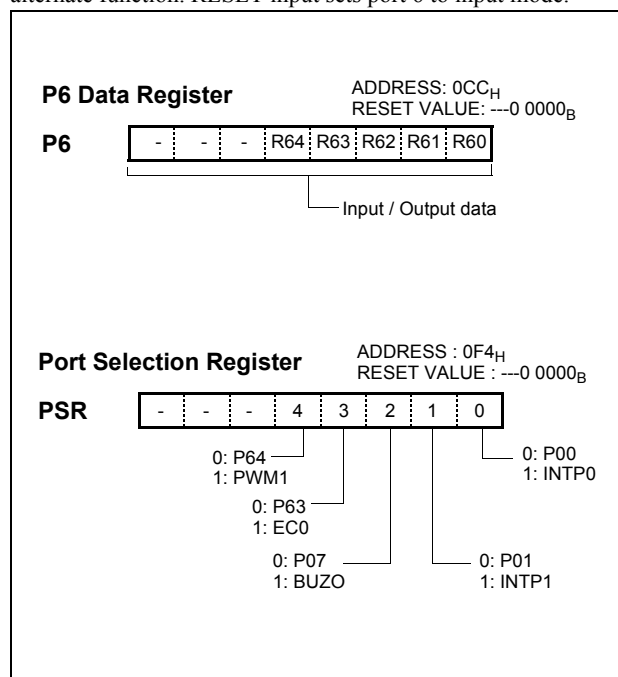 alternate function. RESET input sets port 6 to input mode.
P6 Data Register
ADDRESS: 0CCH
RESET VALUE: ---0 0000B
P6
- - - R64 R63 R62 R61 R60
Input / Output data
Port Selection Register
ADDRESS : 0F4H
RESET VALUE : ---0 0000B
PSR
- - - 4 3 2 1 0
0: P64
1: PWM1
0: P00
1: INTP0
0: P63
1: EC0
0: P07
1: BUZO
0: P01
1: INTP1